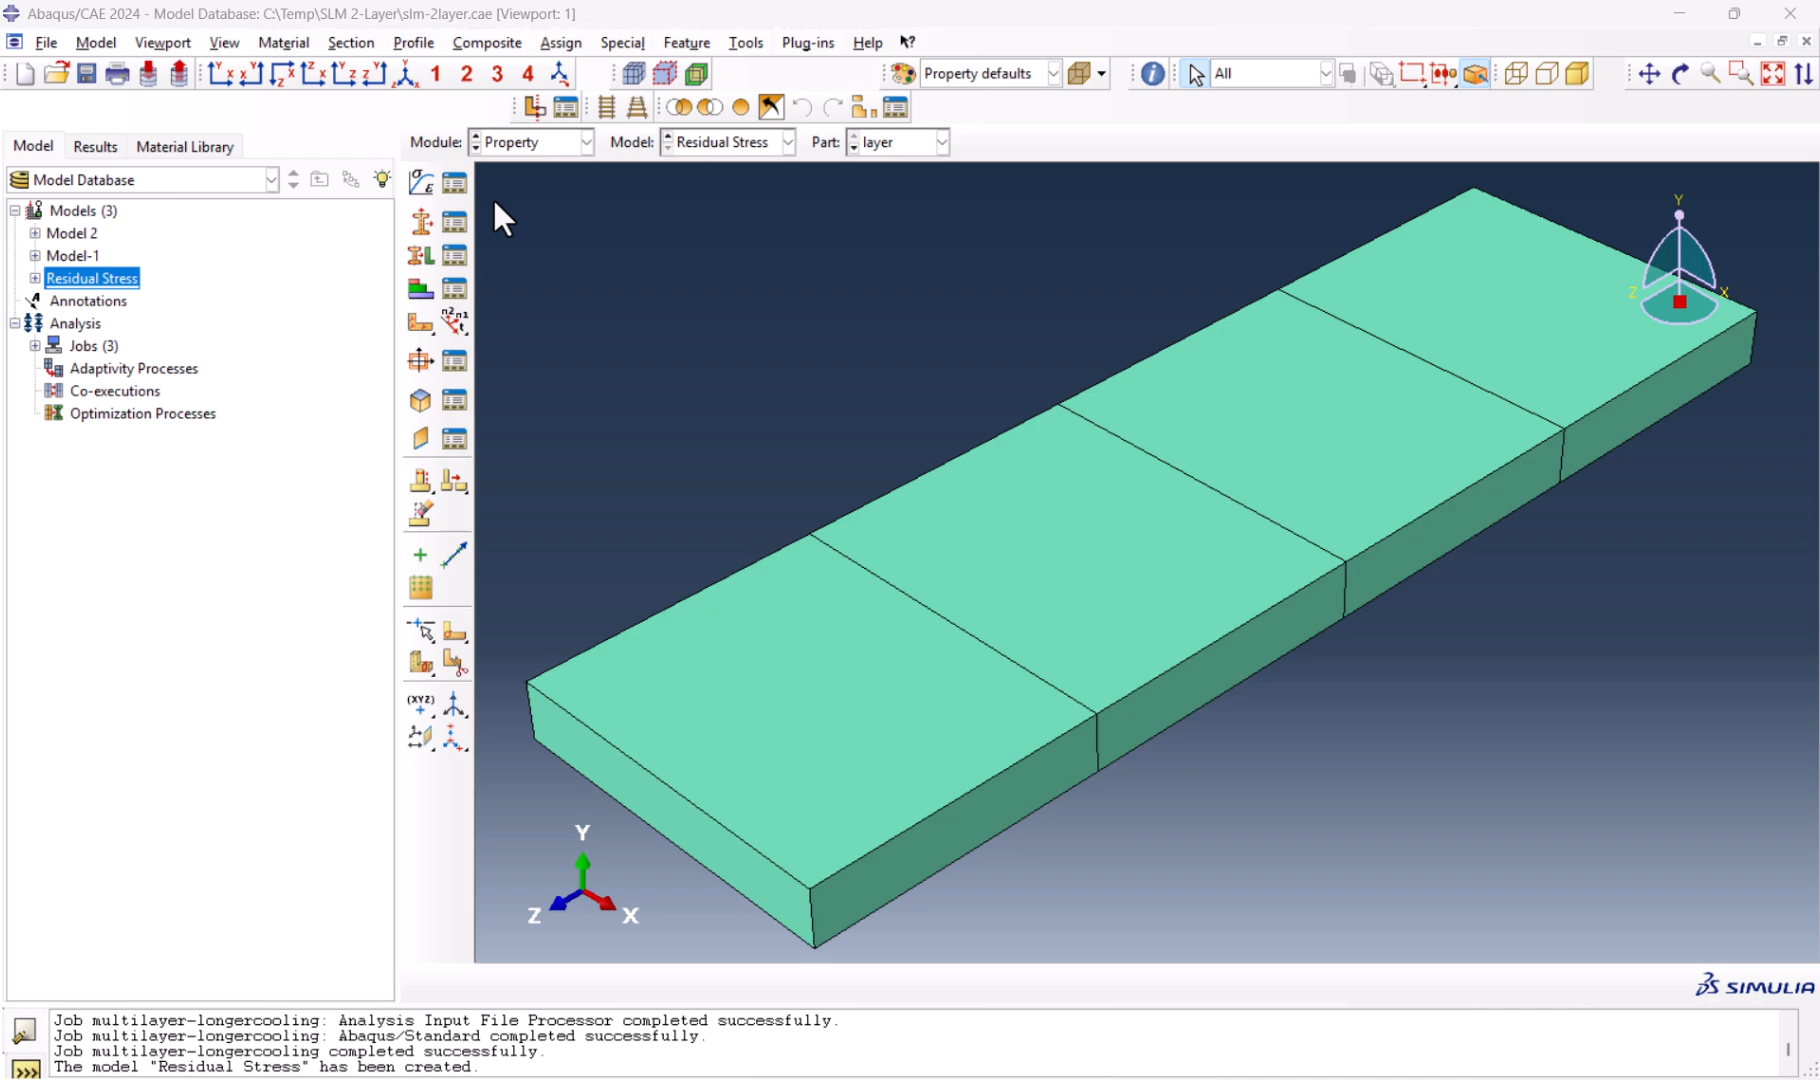 Abaqus/CAE 2024 - Model Database: C:\Temp\SLM 2-Layer\slm-2layer.cae [Viewport: 1]
File Model Viewport View Material Section Profile Composite Assign Special Feature Tools Plug-ins Help
1 2 3 4 Property defaults All
Model Results Material Library
Module: Property Model: Residual Stress Part: layer
Model Database
Models (3)
Model 2
Model-1
Residual Stress
Annotations
Analysis
Jobs (3)
Adaptivity Processes
Co-executions
Optimization Processes
(XYZ)
Y
Z
X
Y
Z
X
SIMULIA
Job multilayer-longercooling: Analysis Input File Processor completed successfully.
Job multilayer-longercooling: Abaqus/Standard completed successfully.
Job multilayer-longercooling completed successfully.
The model "Residual Stress" has been created.
>>>